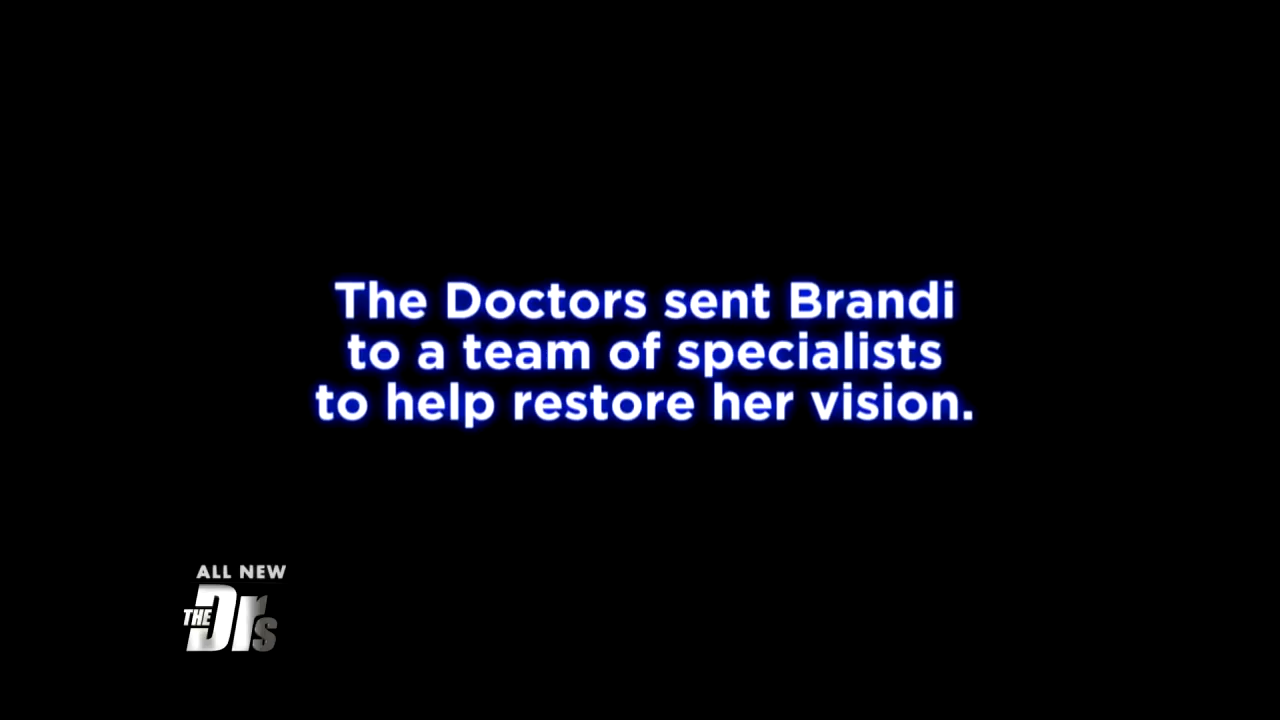 The Doctors sent Brandi
to a team of specialists
to help restore her vision.
ALL NEW
THE Drs